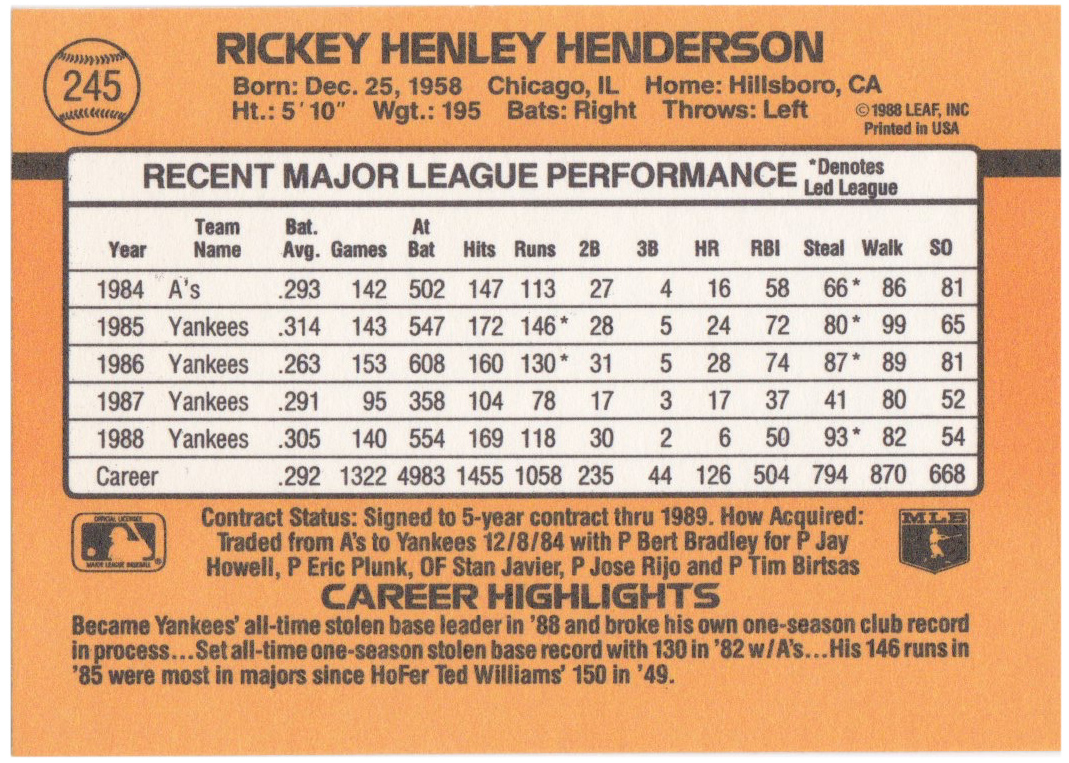 245
RICKEY HENLEY HENDERSON
Born: Dec. 25, 1958 Chicago, IL Home: Hillsboro, CA
Ht.: 5'10" Wgt.: 195 Bats: Right Throws: Left
©1988 LEAF, INC
Printed in USA
RECENT MAJOR LEAGUE PERFORMANCE *Denotes Led League
Year Team Name Bat. Avg. Games At Bat Hits Runs 2B 3B HR RBI Steal Walk SO
1984 A's .293 142 502 147 113 27 4 16 58 66* 86 81
1985 Yankees .314 143 547 172 146* 28 5 24 72 80* 99 65
1986 Yankees .263 153 608 160 130* 31 5 28 74 87* 89 81
1987 Yankees .291 95 358 104 78 17 3 17 37 41 80 52
1988 Yankees .305 140 554 169 118 30 2 6 50 93* 82 54
Career .292 1322 4983 1455 1058 235 44 126 504 794 870 668
OFFICIAL LICENSEE
MAJOR LEAGUE BASEBALL
®
Contract Status: Signed to 5-year contract thru 1989. How Acquired:
Traded from A's to Yankees 12/8/84 with P Bert Bradley for P Jay
Howell, P Eric Plunk, OF Stan Javier, P Jose Rijo and P Tim Birtsas
MLB
CAREER HIGHLIGHTS
Became Yankees' all-time stolen base leader in '88 and broke his own one-season club record
in process...Set all-time one-season stolen base record with 130 in '82 w/A's...His 146 runs in
'85 were most in majors since HoFer Ted Williams' 150 in '49.